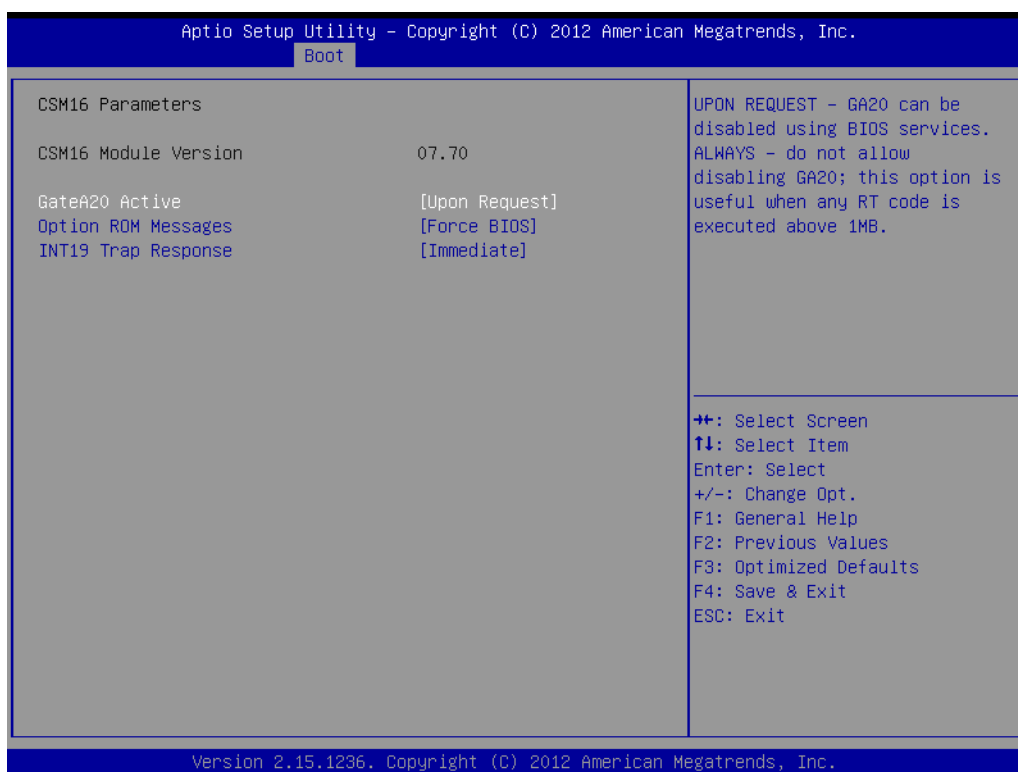 Aptio Setup Utility – Copyright (C) 2012 American Megatrends, Inc.
Boot
CSM16 Parameters
CSM16 Module Version 07.70
GateA20 Active [Upon Request]
Option ROM Messages [Force BIOS]
INT19 Trap Response [Immediate]
UPON REQUEST – GA20 can be
disabled using BIOS services.
ALWAYS – do not allow
disabling GA20; this option is
useful when any RT code is
executed above 1MB.
→←: Select Screen
↑↓: Select Item
Enter: Select
+/-: Change Opt.
F1: General Help
F2: Previous Values
F3: Optimized Defaults
F4: Save & Exit
ESC: Exit
Version 2.15.1236. Copyright (C) 2012 American Megatrends, Inc.